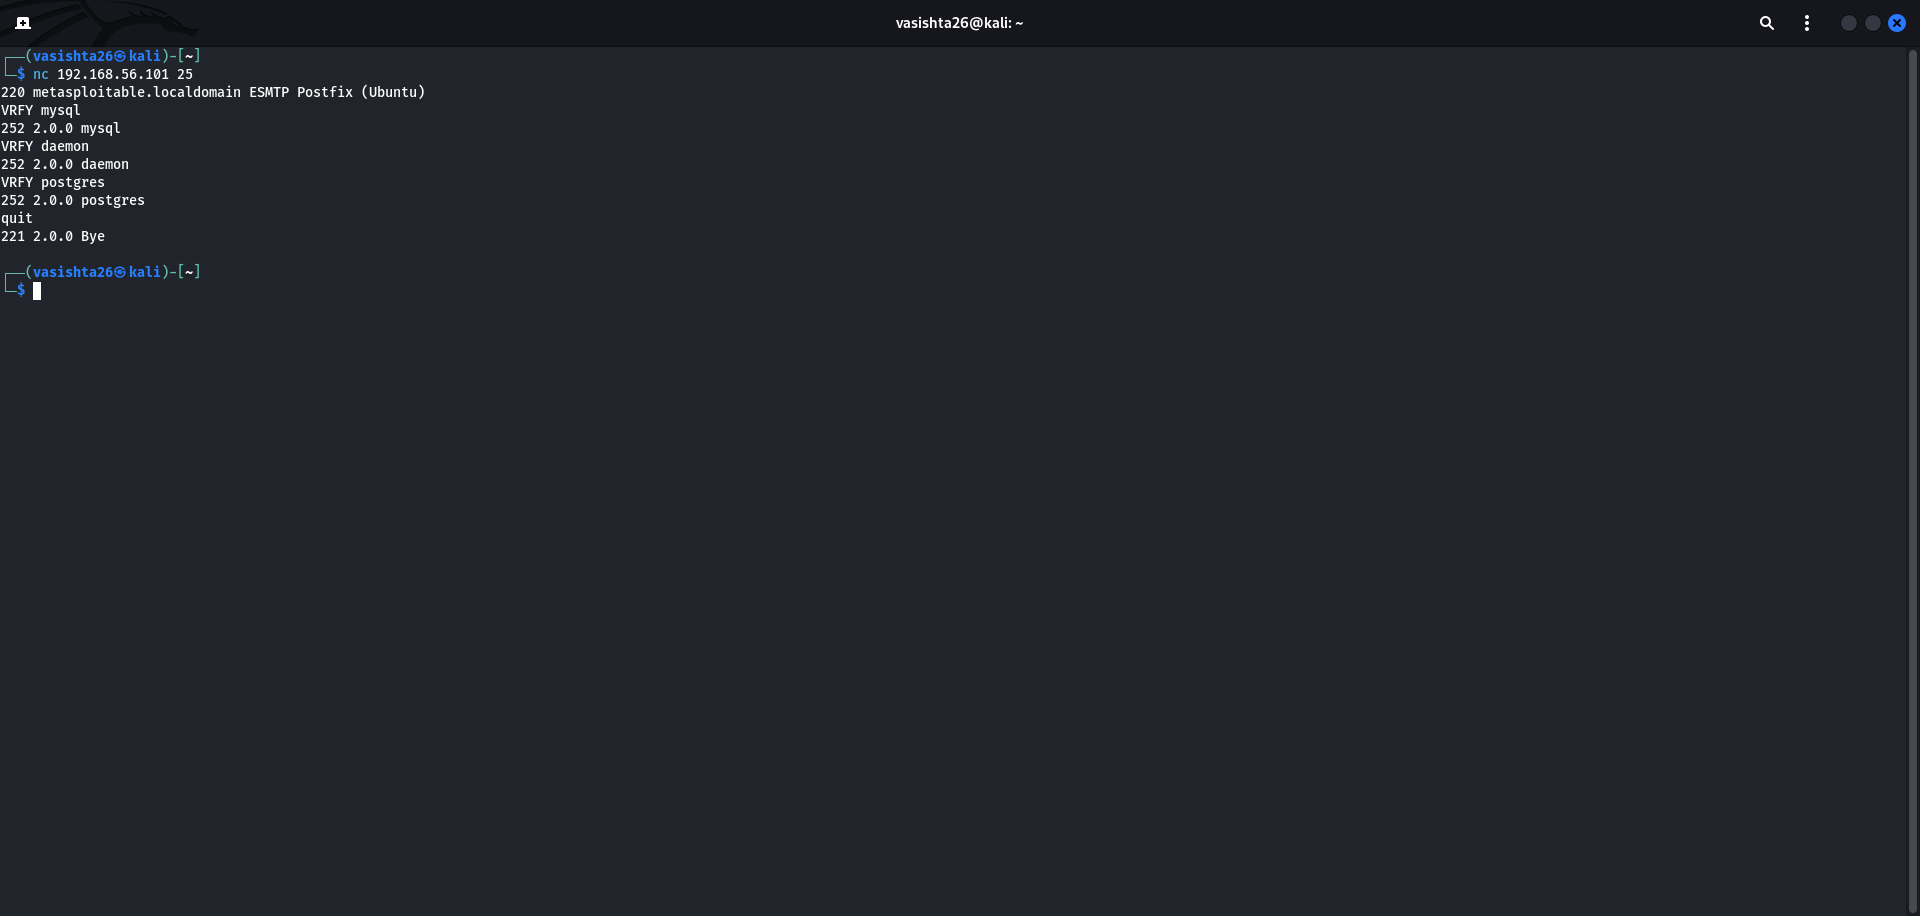 vasishta26@kali: ~
┌──(vasishta26㉿kali)-[~]
└─$ nc 192.168.56.101 25
220 metasploitable.localdomain ESMTP Postfix (Ubuntu)
VRFY mysql
252 2.0.0 mysql
VRFY daemon
252 2.0.0 daemon
VRFY postgres
252 2.0.0 postgres
quit
221 2.0.0 Bye
┌──(vasishta26㉿kali)-[~]
└─$